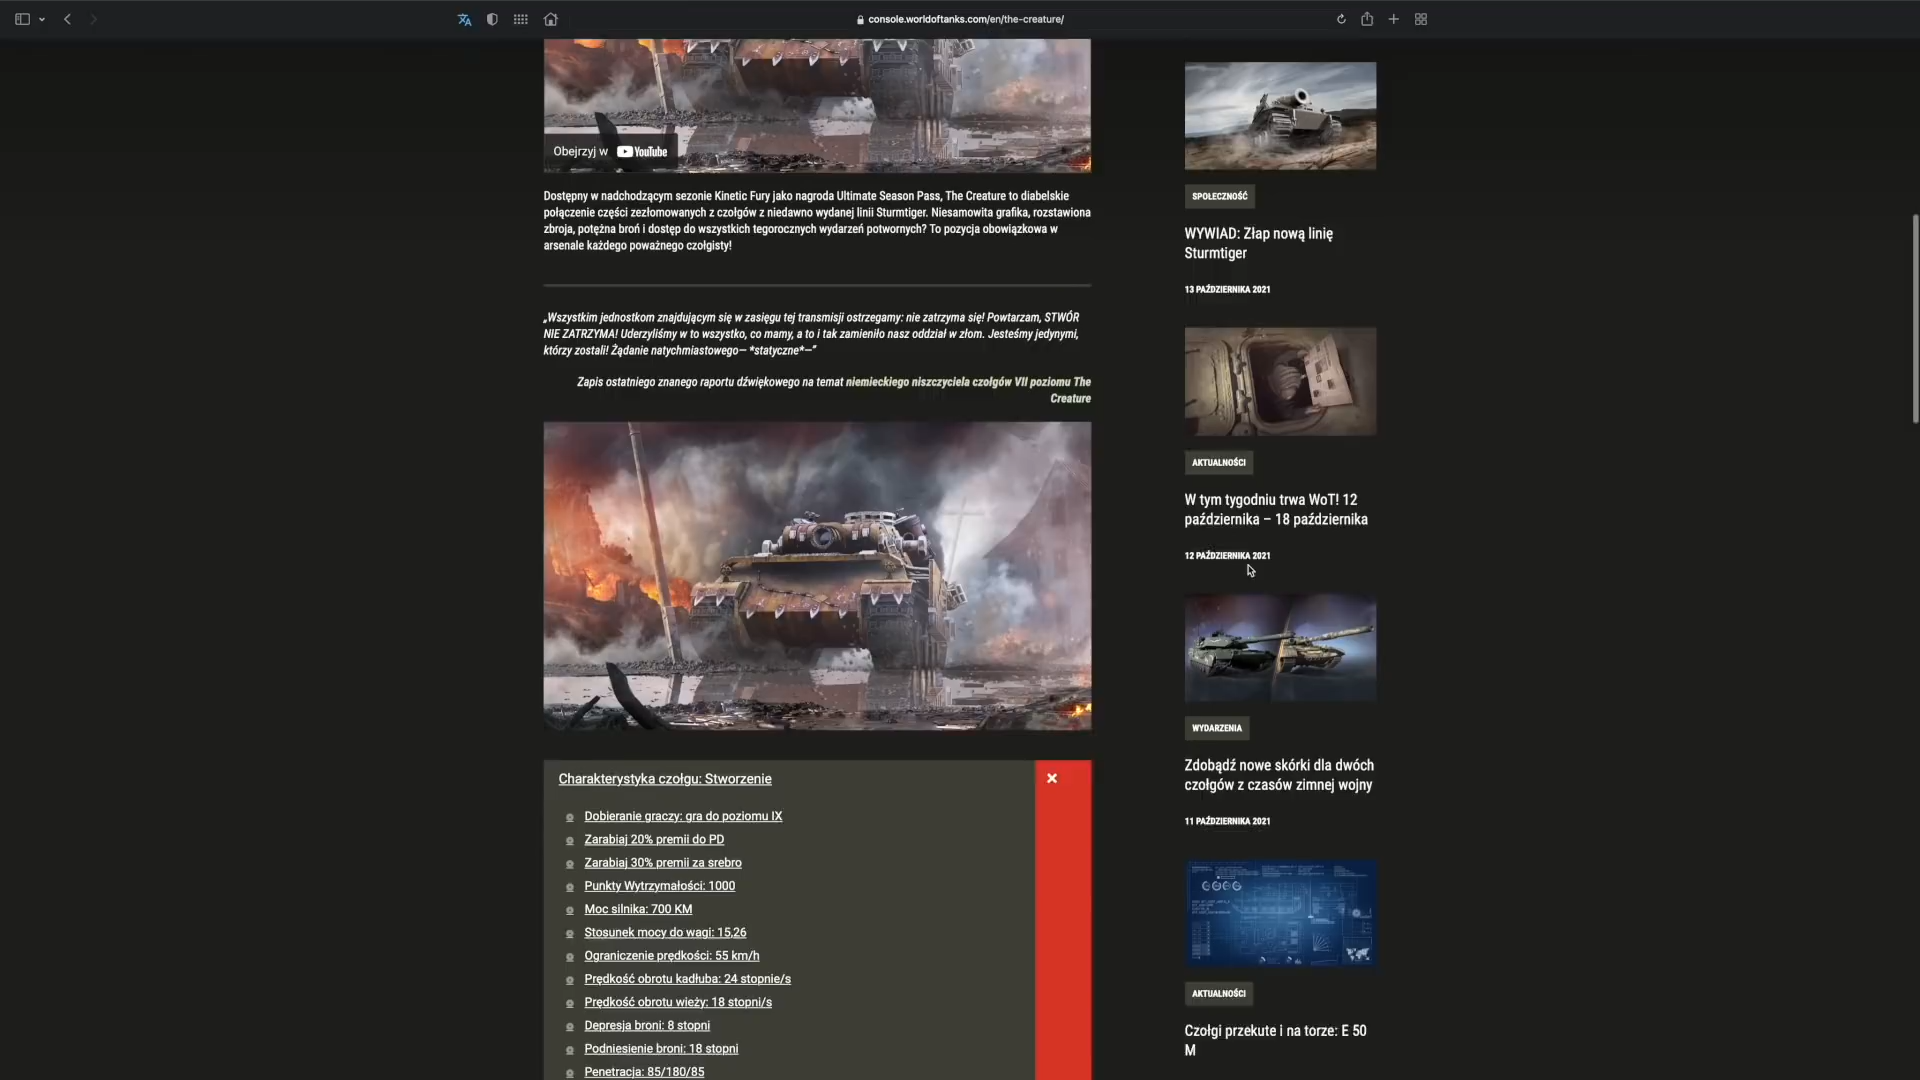 console.worldoftanks.com/en/the-creature/
Obejrzyj w YouTube
Dostępny w nadchodzącym sezonie Kinetic Fury jako nagroda Ultimate Season Pass, The Creature to diabelskie
połączenie części zezłomowanych z czołgów z niedawno wydanej linii Sturmtiger. Niesamowita grafika, rozstawiona
zbroja, potężna broń i dostęp do wszystkich tegorocznych wydarzeń potwornych? To pozycja obowiązkowa w
arsenale każdego poważnego czołgisty!
„Wszystkim jednostkom znajdującym się w zasięgu tej transmisji ostrzegamy: nie zatrzyma się! Powtarzam, STWÓR
NIE ZATRZYMA! Uderzyliśmy w to wszystko, co mamy, a to i tak zamieniło nasz oddział w złom. Jesteśmy jedynymi,
którzy zostali! Żądanie natychmiastowego— *statyczne*—”
Zapis ostatniego znanego raportu dźwiękowego na temat niemieckiego niszczyciela czołgów VII poziomu The
Creature
Charakterystyka czołgu: Stworzenie
Dobieranie graczy: gra do poziomu IX
Zarabiaj 20% premii do PD
Zarabiaj 30% premii za srebro
Punkty Wytrzymałości: 1000
Moc silnika: 700 KM
Stosunek mocy do wagi: 15,26
Ograniczenie prędkości: 55 km/h
Prędkość obrotu kadłuba: 24 stopnie/s
Prędkość obrotu wieży: 18 stopni/s
Depresja broni: 8 stopni
Podniesienie broni: 18 stopni
Penetracja: 85/180/85
SPOŁECZNOŚĆ
WYWIAD: Złap nową linię
Sturmtiger
13 PAŹDZIERNIKA 2021
AKTUALNOŚCI
W tym tygodniu trwa WoT! 12
października – 18 października
12 PAŹDZIERNIKA 2021
WYDARZENIA
Zdobądź nowe skórki dla dwóch
czołgów z czasów zimnej wojny
11 PAŹDZIERNIKA 2021
AKTUALNOŚCI
Czołgi przekute i na torze: E 50
M